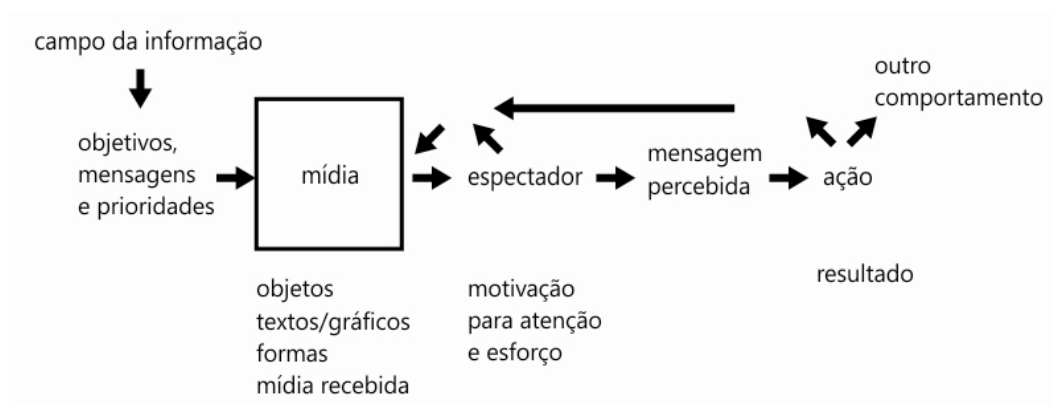 campo da informação
objetivos,
mensagens
e prioridades
mídia
objetos
textos/gráficos
formas
mídia recebida
espectador
motivação
para atenção
e esforço
mensagem
percebida
ação
outro
comportamento
resultado